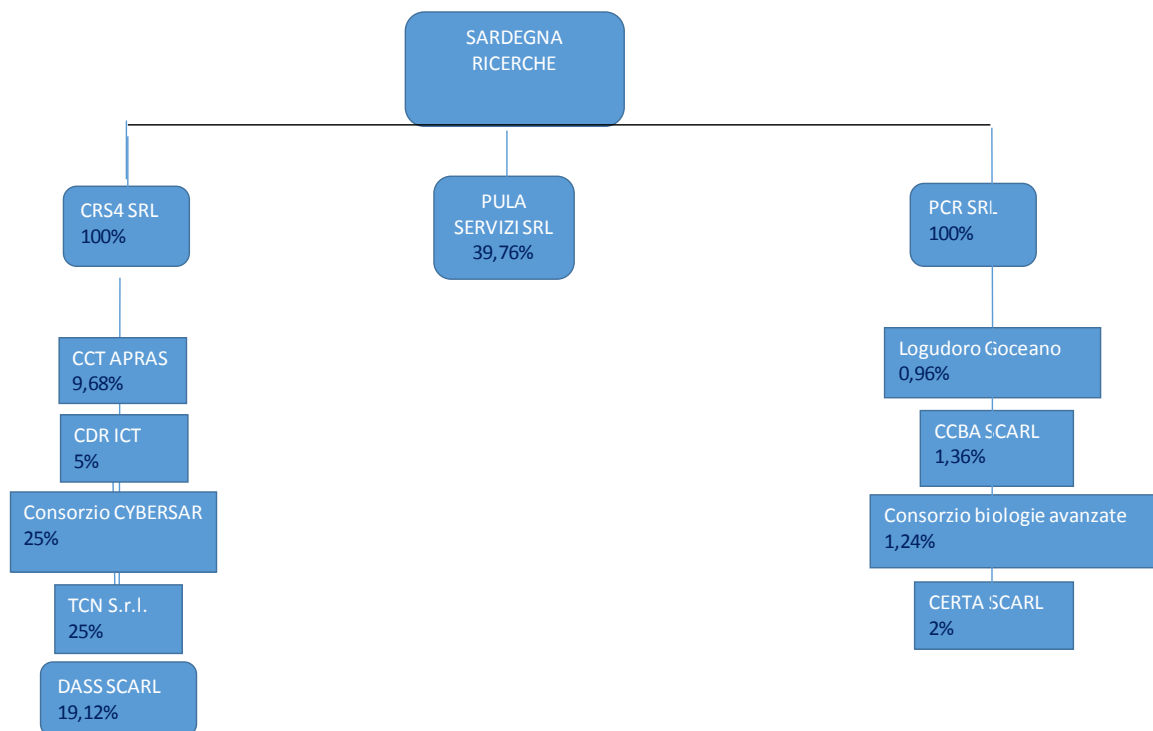 SARDEGNA
RICERCHE
CRS4 SRL
100%
PULA
SERVIZI SRL
39,76%
PCR SRL
100%
CCT APRAS
9,68%
CDR ICT
5%
Consorzio CYBERSAR
25%
TCN S.r.l.
25%
DASS SCARL
19,12%
Logudoro Goceano
0,96%
CCBA SCARL
1,36%
Consorzio biologie avanzate
1,24%
CERTA SCARL
2%